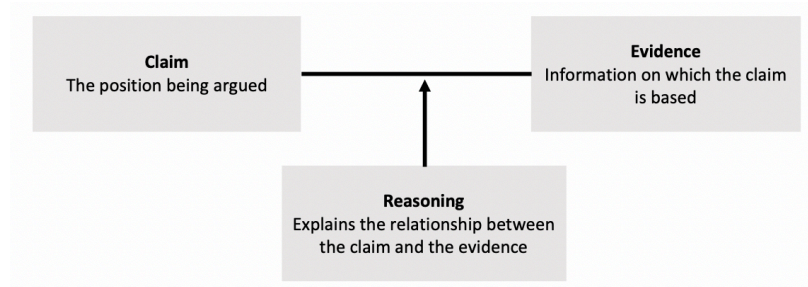 Claim
The position being argued
Evidence
Information on which the claim
is based
Reasoning
Explains the relationship between
the claim and the evidence